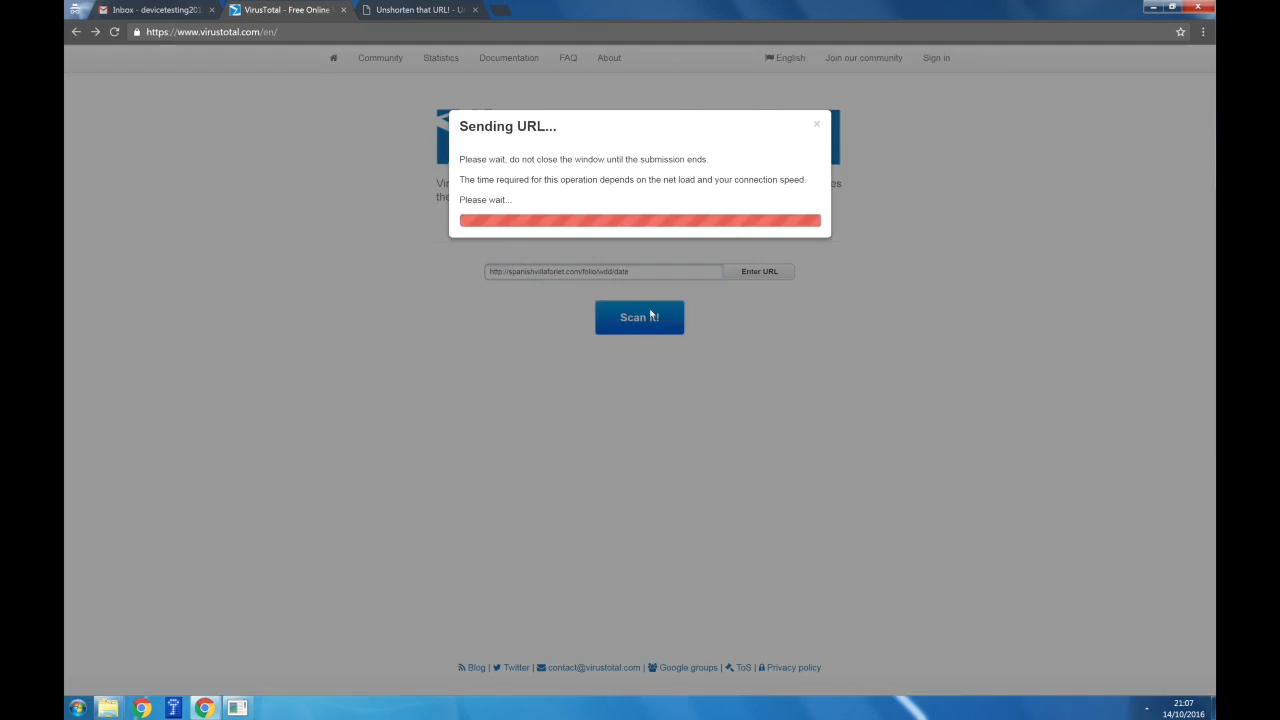 Inbox - devicetesting201
VirusTotal - Free Online
Unshorten that URL! - U
https://www.virustotal.com/en/
Community Statistics Documentation FAQ About English Join our community Sign in
Sending URL...
Please wait, do not close the window until the submission ends.
The time required for this operation depends on the net load and your connection speed.
Please wait...
http://spanishvillaforlet.com/folio/wild/date
Enter URL
Scan it!
Blog | Twitter | contact@virustotal.com | Google groups | ToS | Privacy policy
21:07
14/10/2016